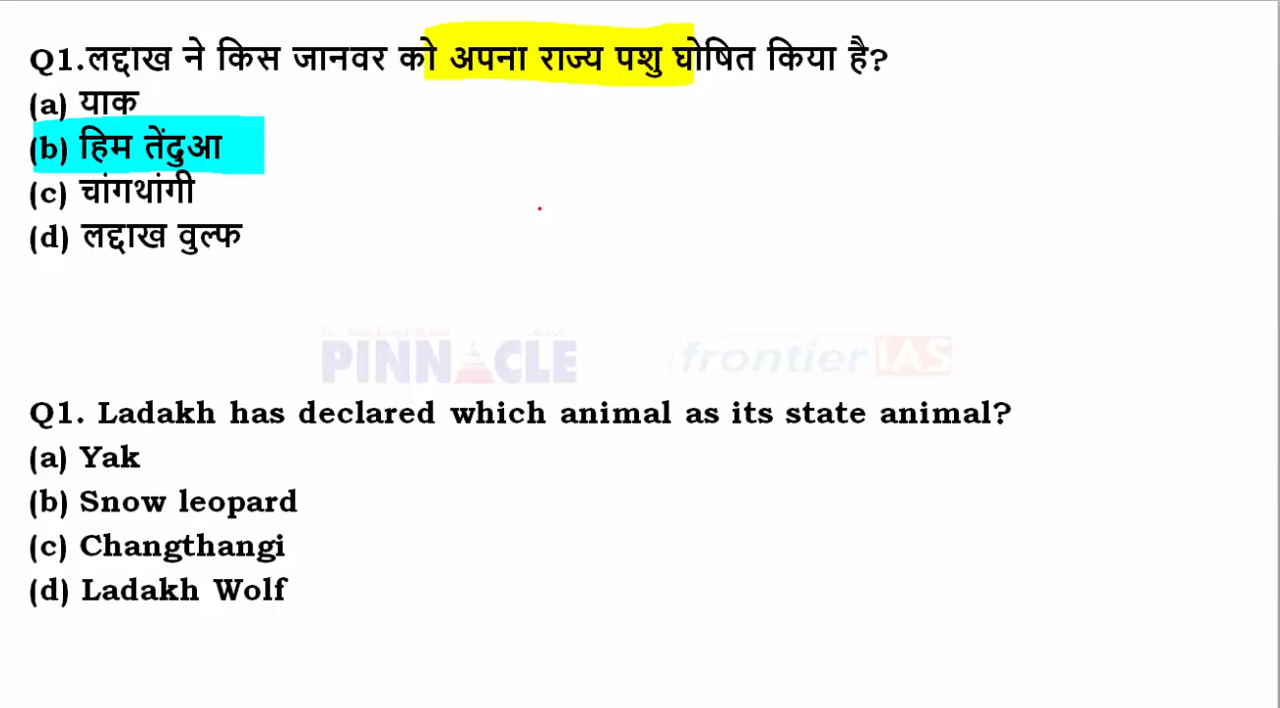 Q1.लद्दाख ने किस जानवर को अपना राज्य पशु घोषित किया है?
(a) याक
(b) हिम तेंदुआ
(c) चांगथांगी
(d) लद्दाख वुल्फ
PINNACLE frontier IAS
Q1. Ladakh has declared which animal as its state animal?
(a) Yak
(b) Snow leopard
(c) Changthangi
(d) Ladakh Wolf